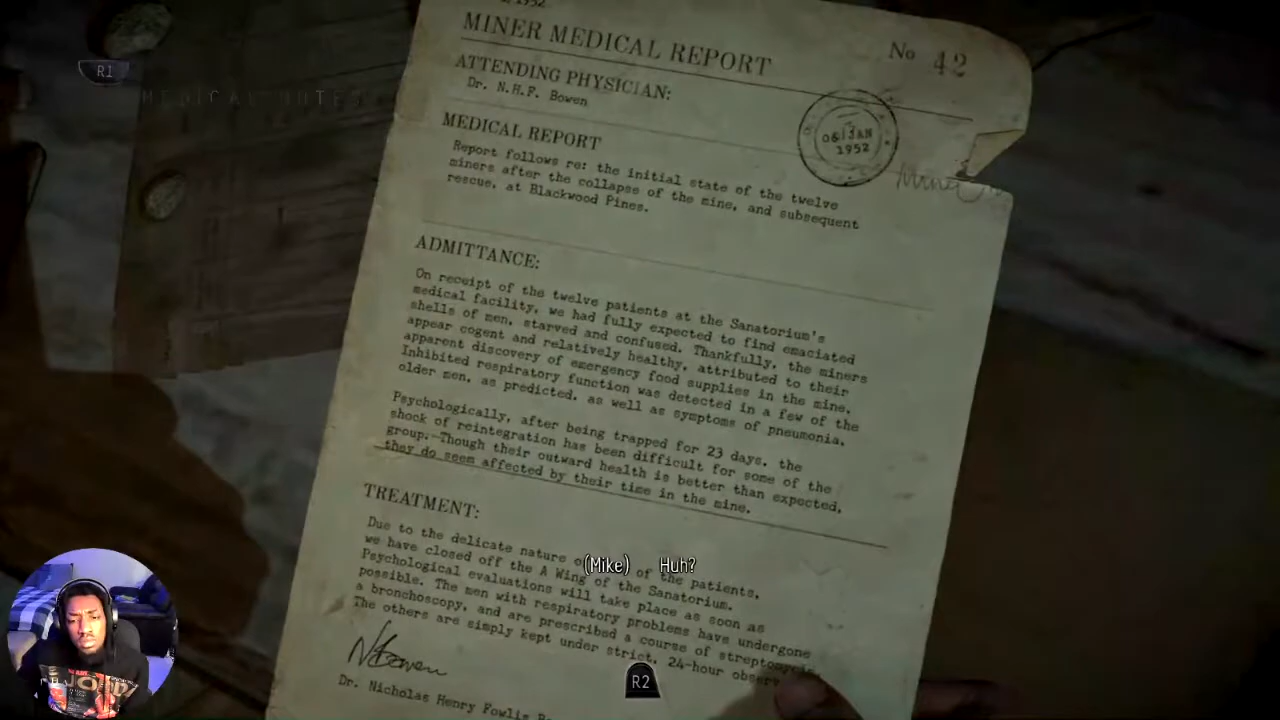 1952
MINER MEDICAL REPORT
No 42
R1
MEDICAL NOTES
ATTENDING PHYSICIAN:
Dr. N.H.F. Bowen
MEDICAL REPORT
JAN
1952
Report follows re: the initial state of the twelve
miners after the collapse of the mine, and subsequent
rescue, at Blackwood Pines.
ADMITTANCE:
On receipt of the twelve patients at the Sanatorium's
medical facility, we had fully expected to find emaciated
shells of men, starved and confused. Thankfully, the miners
appear cogent and relatively healthy, attributed to their
apparent discovery of emergency food supplies in the mine.
Inhibited respiratory function was detected in a few of the
older men, as predicted, as well as symptoms of pneumonia.
Psychologically, after being trapped for 23 days, the
shock of reintegration has been difficult for some of the
group. Though their outward health is better than expected,
they do seem affected by their time in the mine.
TREATMENT:
Due to the delicate nature of the patients,
we have closed off the A Wing of the Sanatorium.
Psychological evaluations will take place as soon as
possible. The men with respiratory problems have undergone
a bronchoscopy, and are prescribed a course of
The others are simply kept under strict, 24-hour
(Mike) Huh?
R2
Dr. Nicholas Henry Fowlis